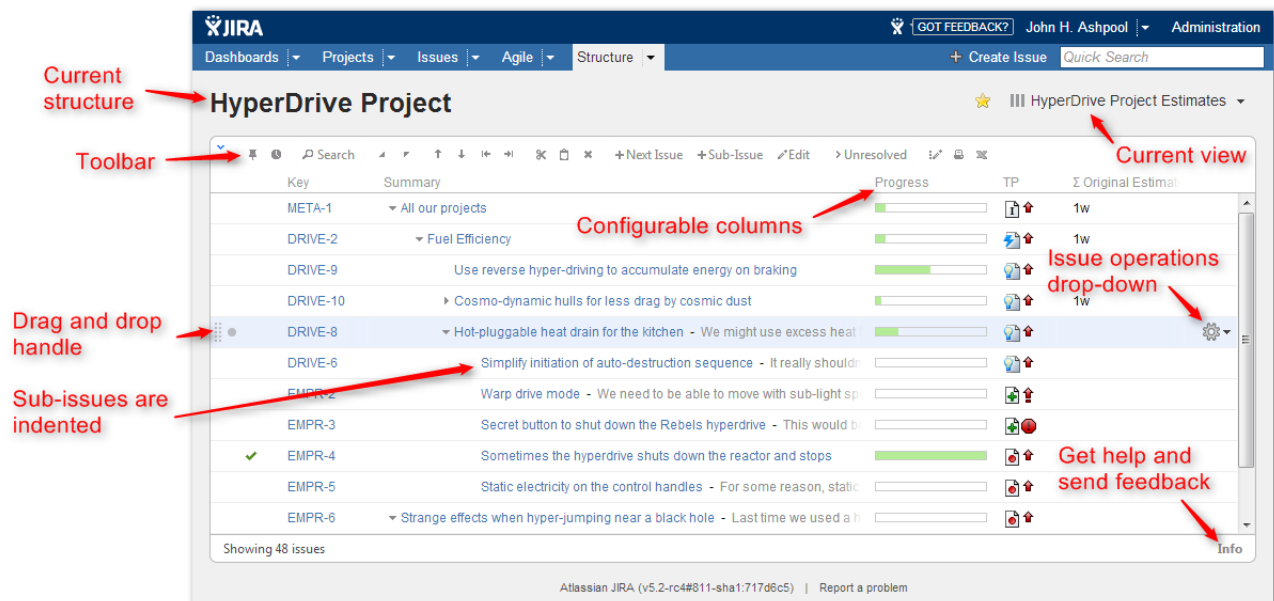 JIRA
GOT FEEDBACK? John H. Ashpool Administration
Dashboards Projects Issues Agile Structure + Create Issue Quick Search
Current
structure
HyperDrive Project
HyperDrive Project Estimates
Toolbar
Search +Next Issue +Sub-Issue Edit >Unresolved
Current view
Key Summary Progress TP Σ Original Estimat
META-1 All our projects 1w
Configurable columns
DRIVE-2 Fuel Efficiency 1w
Issue operations
drop-down
DRIVE-9 Use reverse hyper-driving to accumulate energy on braking
DRIVE-10 Cosmo-dynamic hulls for less drag by cosmic dust 1w
Drag and drop
handle
DRIVE-8 Hot-pluggable heat drain for the kitchen - We might use excess heat
DRIVE-6 Simplify initiation of auto-destruction sequence - It really shouldn
Sub-issues are
indented
EMPR-2 Warp drive mode - We need to be able to move with sub-light sp
EMPR-3 Secret button to shut down the Rebels hyperdrive - This would be
EMPR-4 Sometimes the hyperdrive shuts down the reactor and stops
Get help and
send feedback
EMPR-5 Static electricity on the control handles - For some reason, static
EMPR-6 Strange effects when hyper-jumping near a black hole - Last time we used a h
Showing 48 issues Info
Atlassian JIRA (v5.2-rc4#811-sha1:717d6c5) | Report a problem